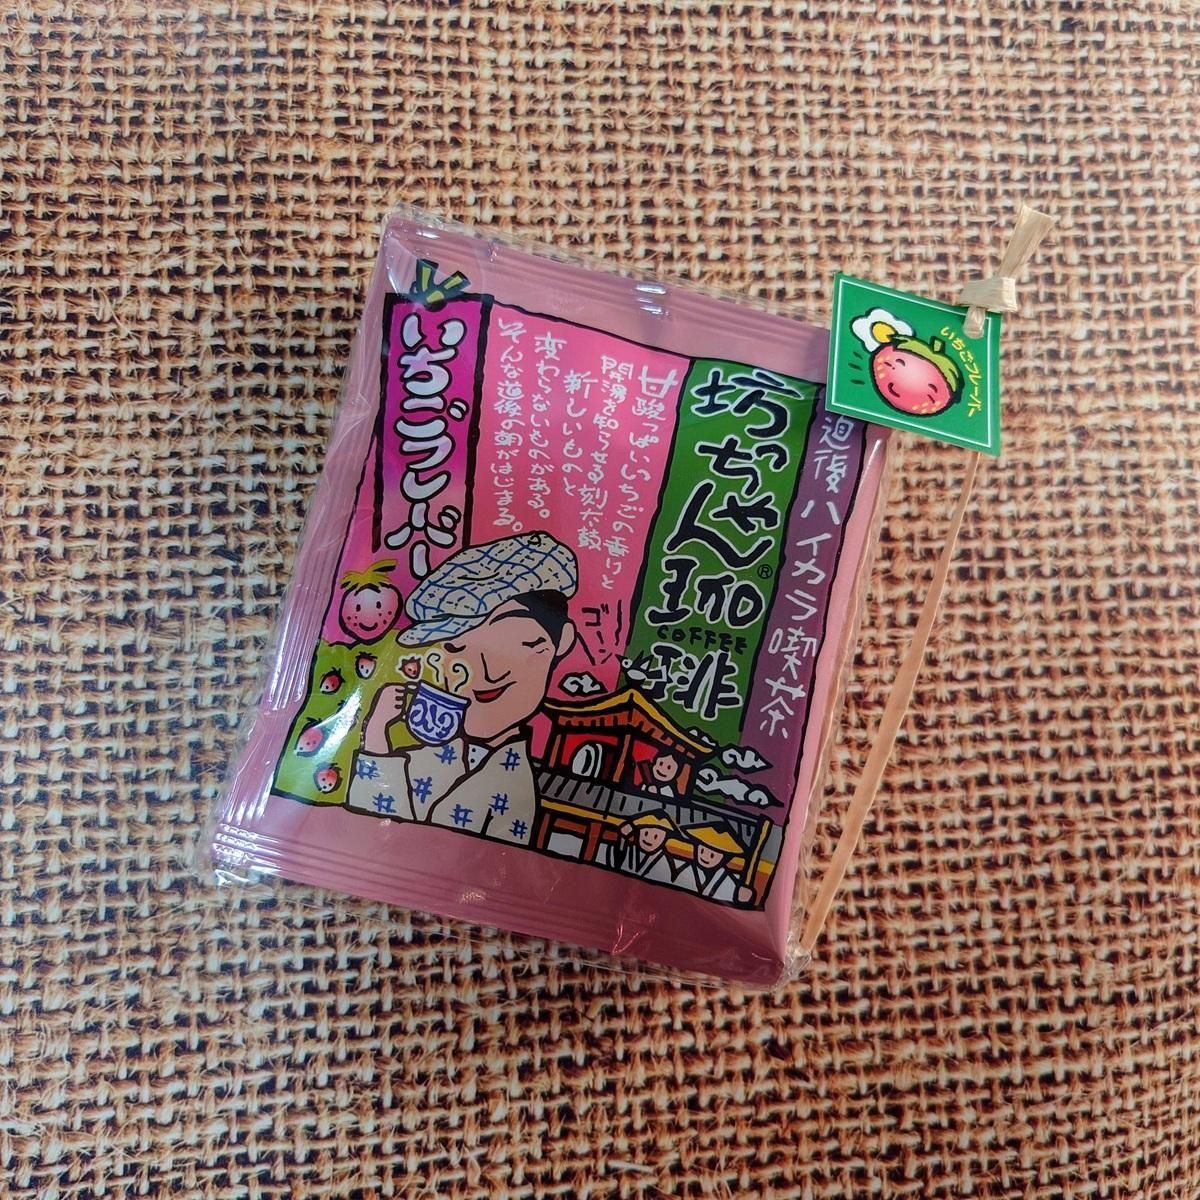 道後ハイカラ喫茶
坊っちゃん珈琲®
COFFEE
甘酸っぱいいちごの香りと
開湯を知らせる刻太鼓
新しいものと
変わらないものがある。
そんな道後の朝がはじまる。
いちごフレーバー
ゴーン
いちごフレーバー